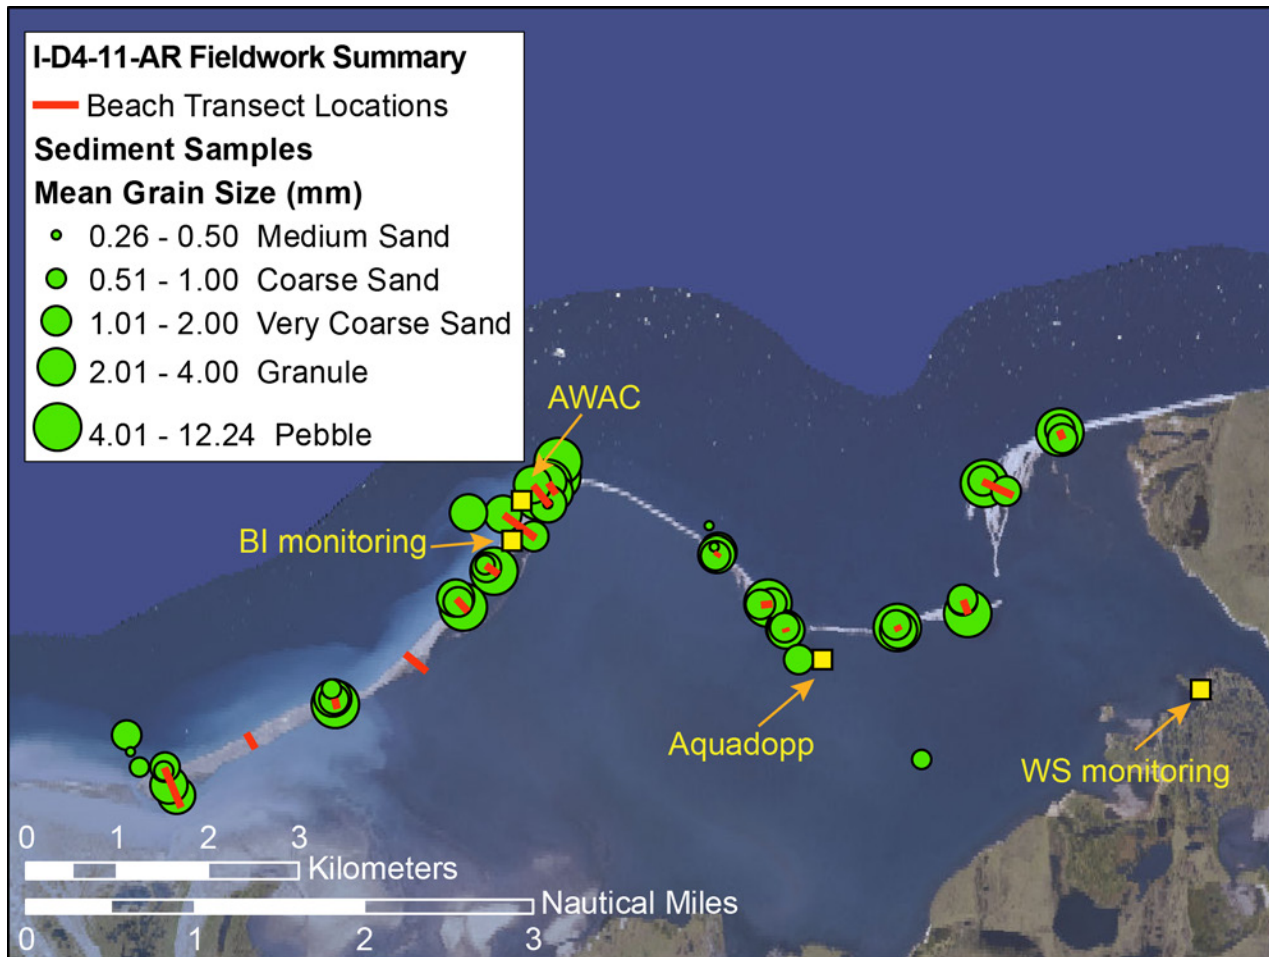 I-D4-11-AR Fieldwork Summary
Beach Transect Locations
Sediment Samples
Mean Grain Size (mm)
0.26 - 0.50 Medium Sand
0.51 - 1.00 Coarse Sand
1.01 - 2.00 Very Coarse Sand
2.01 - 4.00 Granule
4.01 - 12.24 Pebble
AWAC
BI monitoring
Aquadopp
WS monitoring
0 1 2 3
Kilometers
Nautical Miles
0 1 2 3